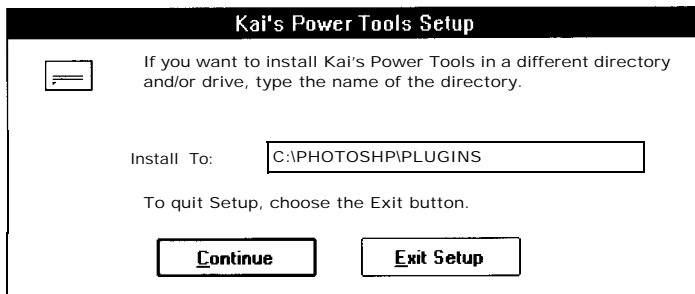 Kai's Power Tools Setup
If you want to install Kai's Power Tools in a different directory
and/or drive, type the name of the directory.
Install To:
C:\PHOTOSHP\PLUGINS
To quit Setup, choose the Exit button.
Continue
Exit Setup